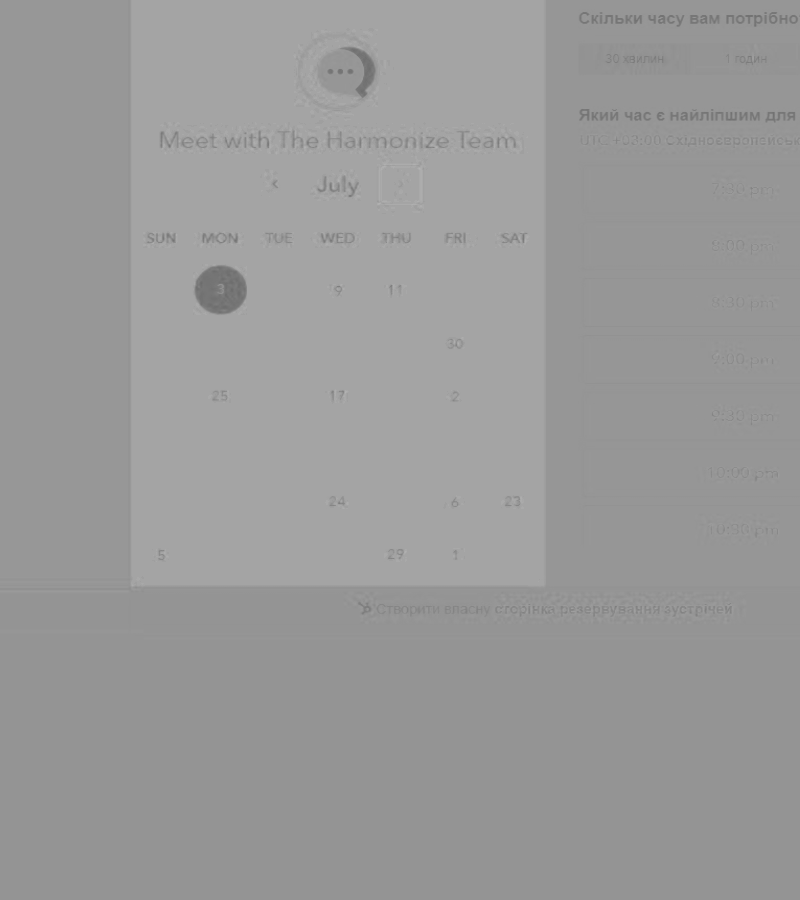 Meet with The Harmonize Team
July
SUN MON TUE WED THU FRI SAT
3 9 11
30
25 17 2
24 6 23
5 29 1
Скільки часу вам потрібно
30 хвилин 1 годин
Який час є найліпшим для
UTC +03:00
7:30 pm
8:00 pm
8:30 pm
9:00 pm
9:30 pm
10:00 pm
10:30 pm
Створити власну сторінка резервування зустрічей